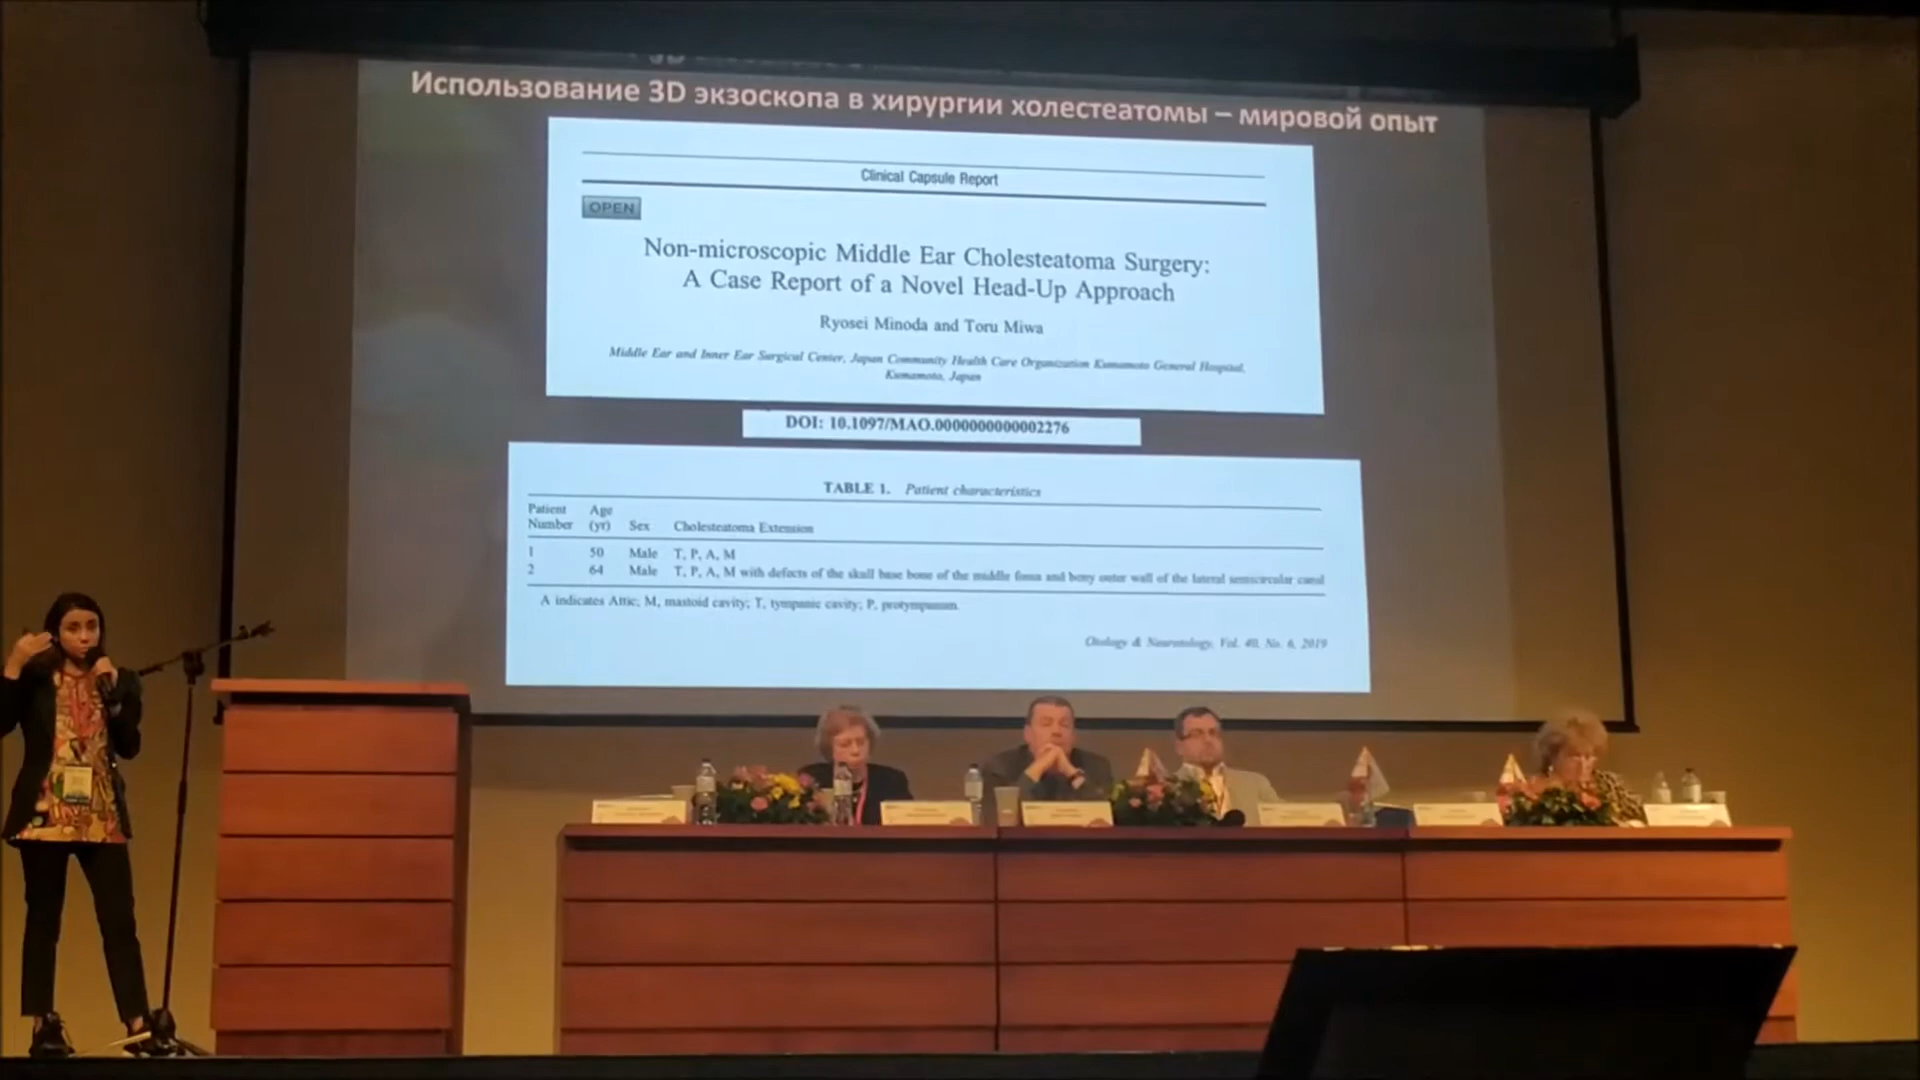 Использование 3D экзоскопа в хирургии холестеатомы – мировой опыт
Clinical Capsule Report
OPEN
Non-microscopic Middle Ear Cholesteatoma Surgery:
A Case Report of a Novel Head-Up Approach
Ryosei Minoda and Toru Miwa
Middle Ear and Inner Ear Surgical Center, Japan Community Health Care Organization Kumamoto General Hospital,
Kumamoto, Japan
DOI: 10.1097/MAO.0000000000002276
TABLE 1. Patient characteristics
Patient Number Age (yr) Sex Cholesteatoma Extension
1 50 Male T, P, A, M
2 64 Male T, P, A, M with defects of the skull base bone of the middle fossa and bony outer wall of the lateral semicircular canal
A indicates Attic; M, mastoid cavity; T, tympanic cavity; P, protympanum.
Otology & Neurotology, Vol. 40, No. 6, 2019